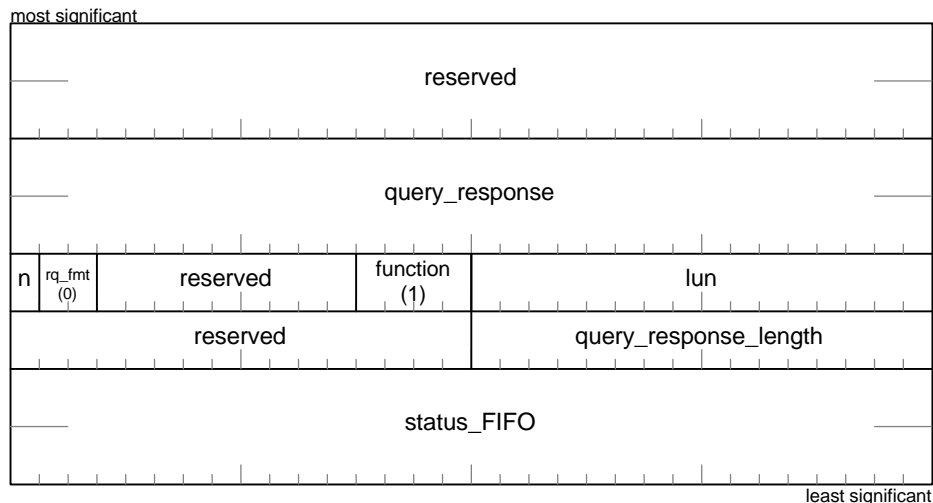 most significant
reserved
query_response
n rq_fmt (0) reserved function (1) lun
reserved query_response_length
status_FIFO
least significant